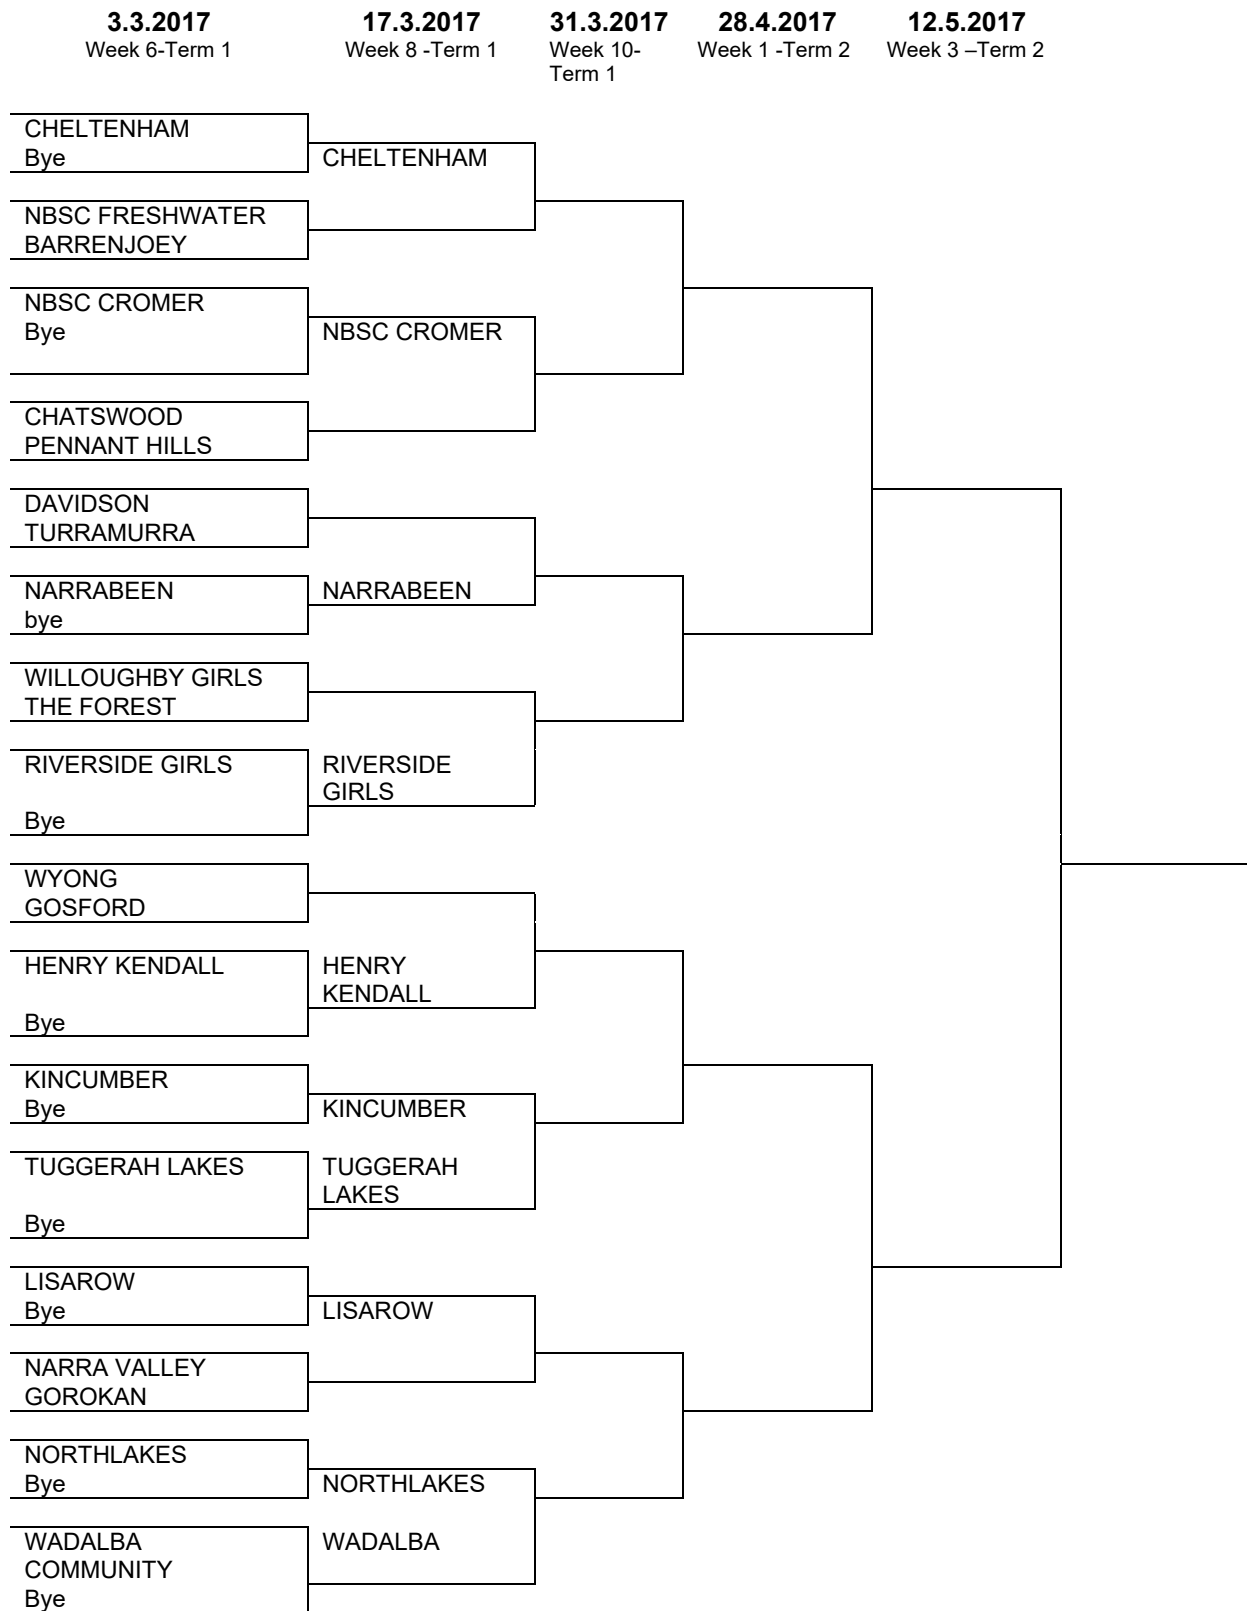 3.3.2017
Week 6-Term 1
17.3.2017
Week 8 -Term 1
31.3.2017
Week 10-
Term 1
28.4.2017
Week 1 -Term 2
12.5.2017
Week 3 –Term 2
CHELTENHAM
Bye
CHELTENHAM
NBSC FRESHWATER
BARRENJOEY
NBSC CROMER
Bye
NBSC CROMER
CHATSWOOD
PENNANT HILLS
DAVIDSON
TURRAMURRA
NARRABEEN
bye
NARRABEEN
WILLOUGHBY GIRLS
THE FOREST
RIVERSIDE GIRLS
Bye
RIVERSIDE
GIRLS
WYONG
GOSFORD
HENRY KENDALL
Bye
HENRY
KENDALL
KINCUMBER
Bye
KINCUMBER
TUGGERAH LAKES
Bye
TUGGERAH
LAKES
LISAROW
Bye
LISAROW
NARRA VALLEY
GOROKAN
NORTHLAKES
Bye
NORTHLAKES
WADALBA
COMMUNITY
Bye
WADALBA